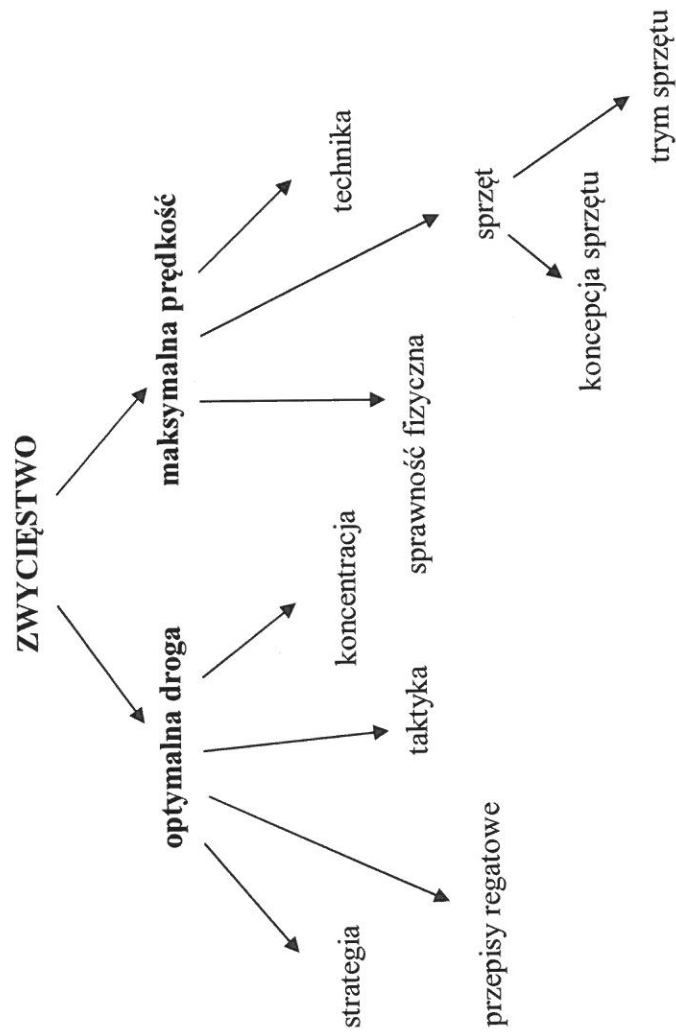 ZWYCIĘSTWO
optymalna droga
maksymalna prędkość
strategia
koncentracja
technika
taktyka
sprawność fizyczna
przepisy regatowe
sprzęt
koncepcja sprzętu
trym sprzętu